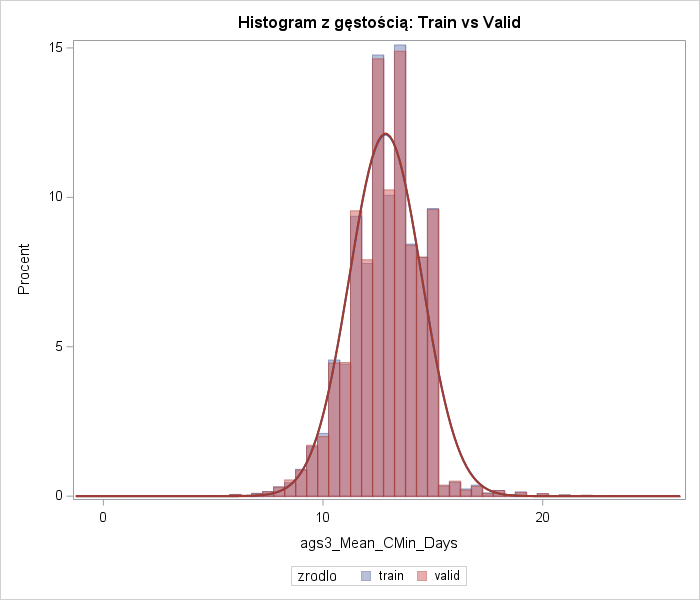 Histogram z gęstością: Train vs Valid
15
10
5
0
Procent
0 10 20
ags3_Mean_CMin_Days
zrodlo train valid